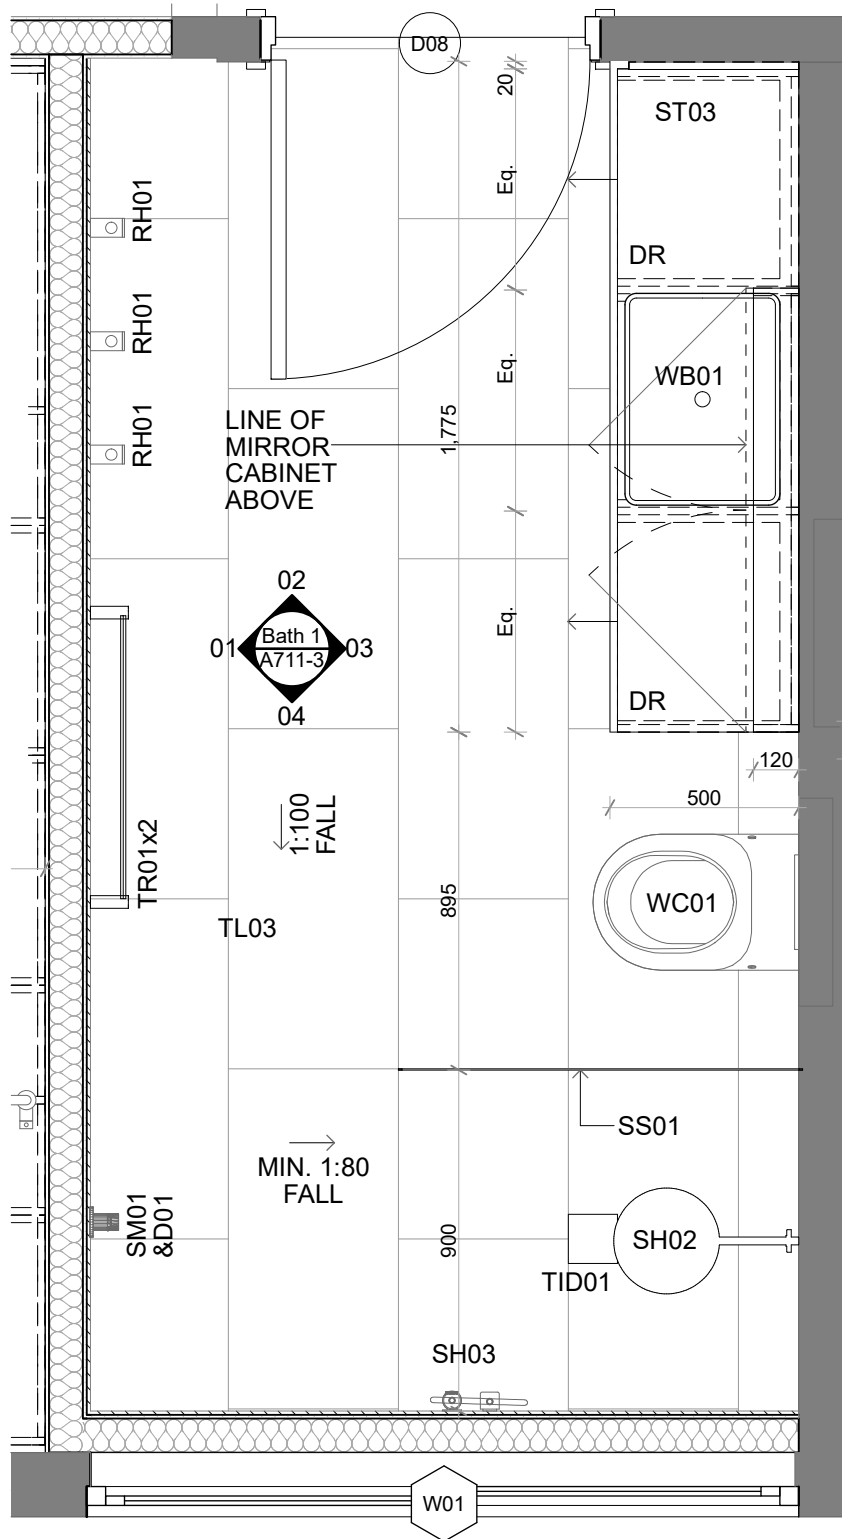 D08
20
ST03
Eq.
RH01
DR
RH01
Eq.
WB01
RH01
LINE OF
MIRROR
CABINET
ABOVE
1,775
02
Bath 1
01
03
A711-3
04
Eq.
DR
120
500
1:100
FALL
TR01x2
895
WC01
TL03
SS01
MIN. 1:80
FALL
SM01
&D01
900
SH02
TID01
SH03
W01